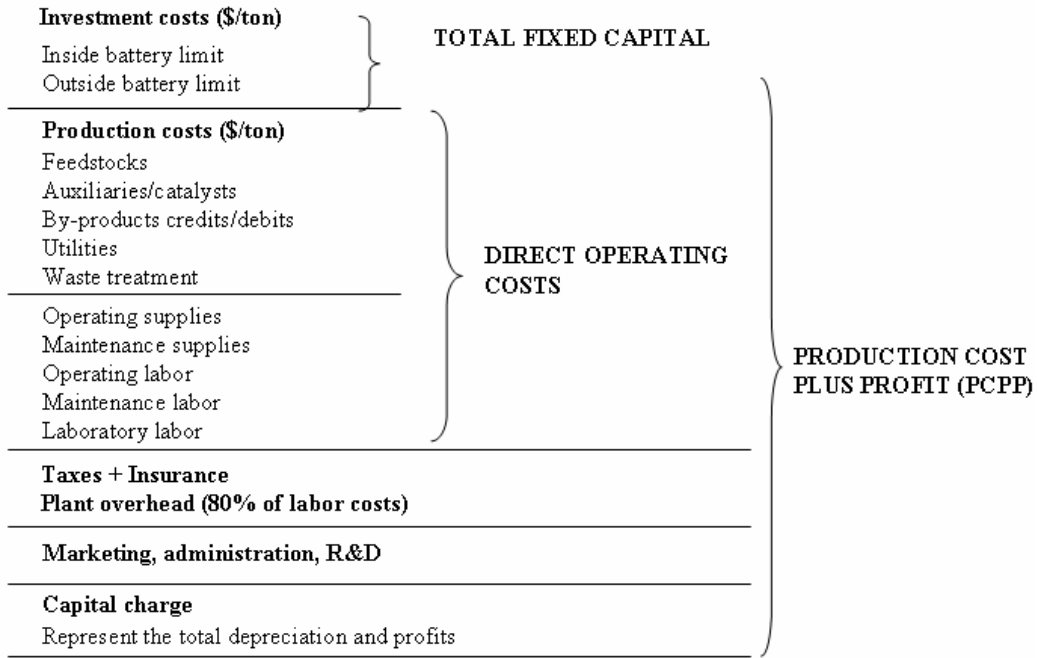 Investment costs ($/ton)
TOTAL FIXED CAPITAL
Inside battery limit
Outside battery limit
Production costs ($/ton)
Feedstocks
Auxiliaries/catalysts
By-products credits/debits
Utilities
Waste treatment
DIRECT OPERATING
COSTS
Operating supplies
Maintenance supplies
Operating labor
Maintenance labor
Laboratory labor
PRODUCTION COST
PLUS PROFIT (PCPP)
Taxes + Insurance
Plant overhead (80% of labor costs)
Marketing, administration, R&D
Capital charge
Represent the total depreciation and profits